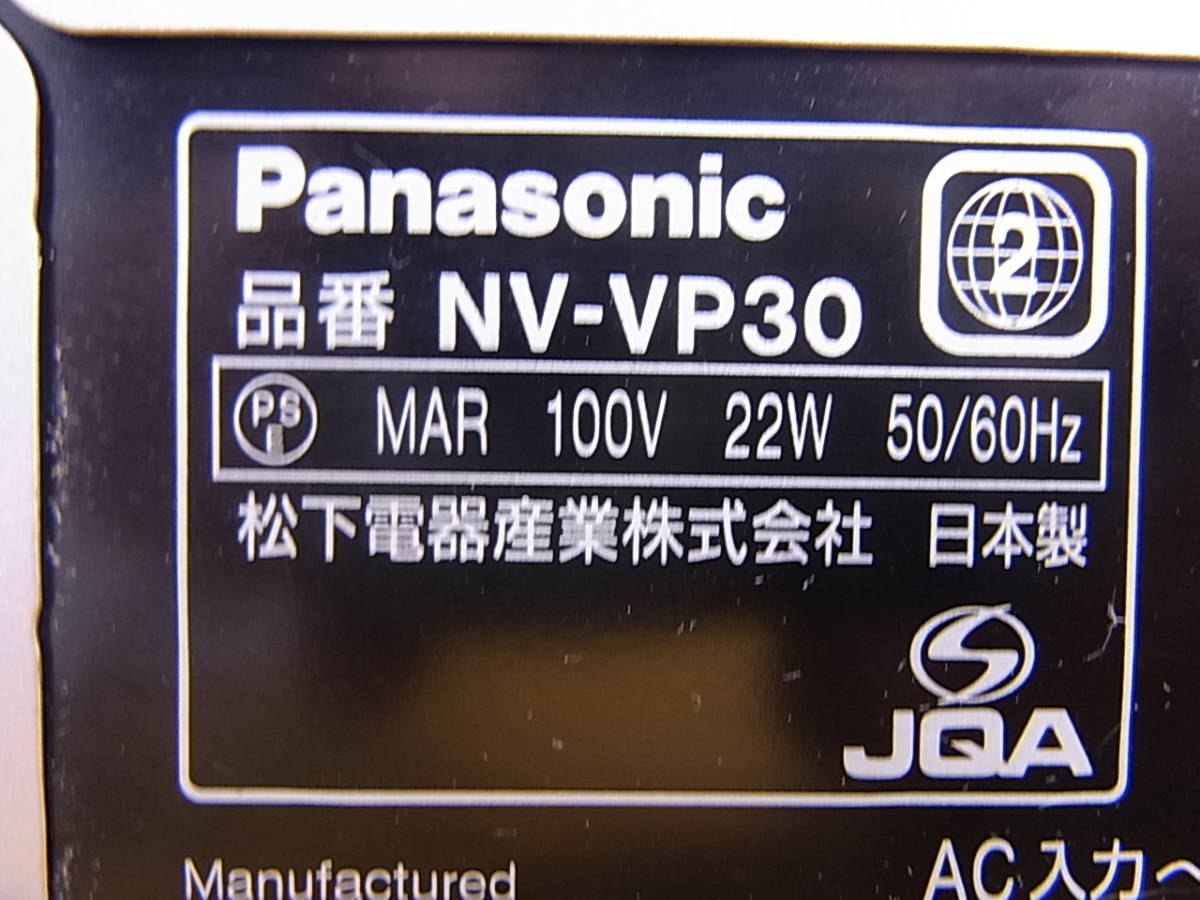 Panasonic
2
品番 NV-VP30
PS E MAR 100V 22W 50/60Hz
松下電器産業株式会社 日本製
S
JQA
Manufactured
AC入力へ